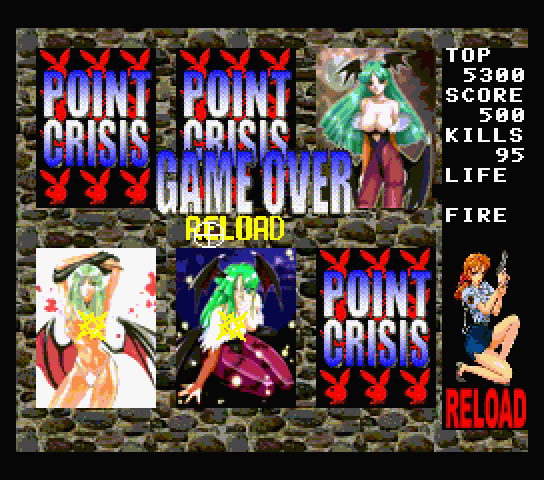 TOP
5300
SCORE
500
KILLS
95
LIFE
FIRE
POINT
CRISIS
POINT
CRISIS
GAME OVER
RELOAD
POINT
CRISIS
RELOAD